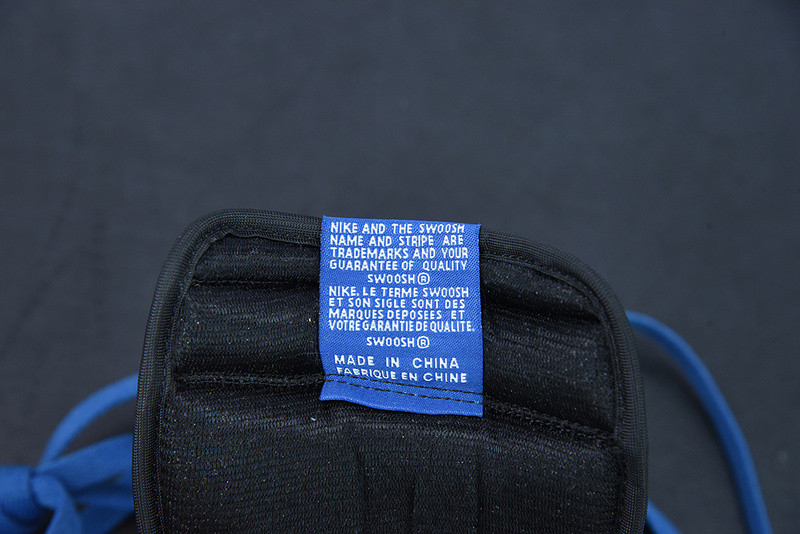 NIKE AND THE SWOOSH
NAME AND STRIPE ARE
TRADEMARKS AND YOUR
GUARANTEE OF QUALITY
SWOOSH®
NIKE. LE TERME SWOOSH
ET SON SIGLE SONT DES
MARQUES DEPOSEES ET
VOTRE GARANTIE DE QUALITE.
SWOOSH®
MADE IN CHINA
FABRIQUE EN CHINE